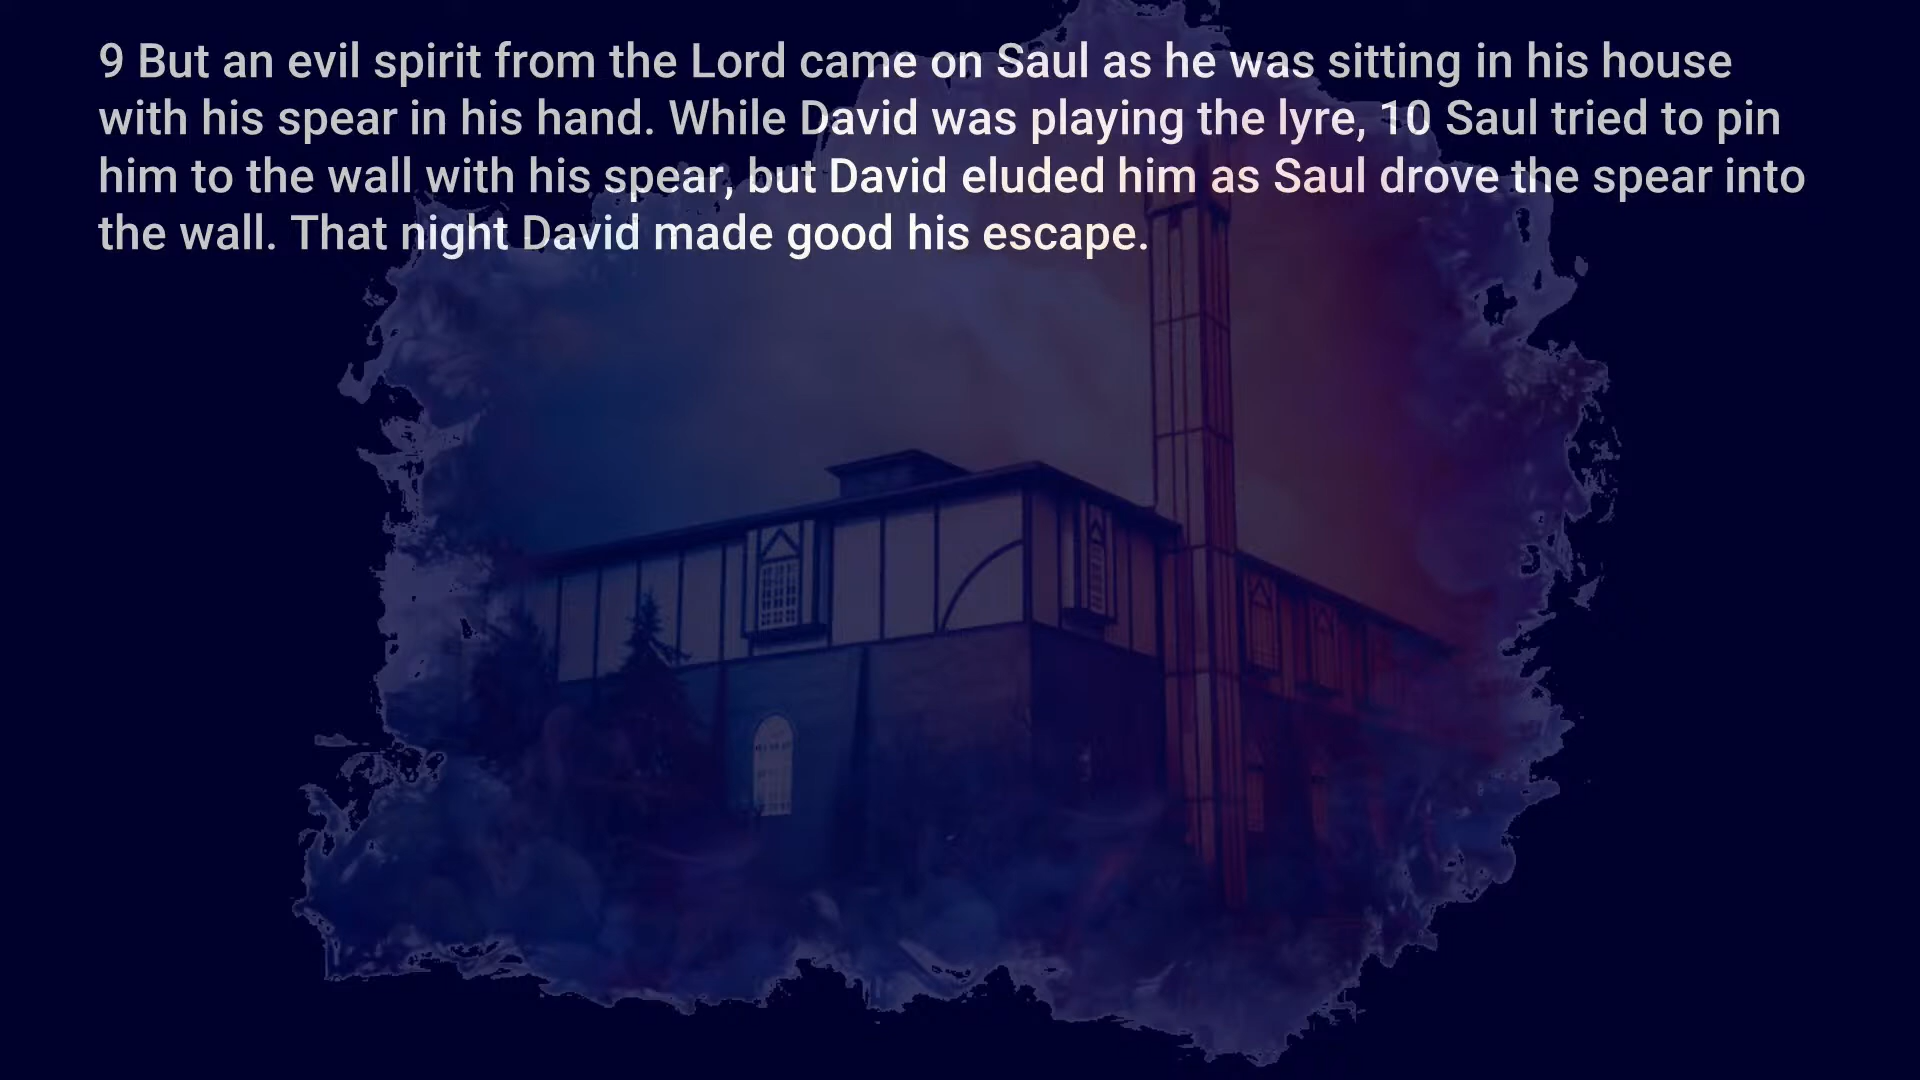 9 But an evil spirit from the Lord came on Saul as he was sitting in his house
with his spear in his hand. While David was playing the lyre, 10 Saul tried to pin
him to the wall with his spear, but David eluded him as Saul drove the spear into
the wall. That night David made good his escape.